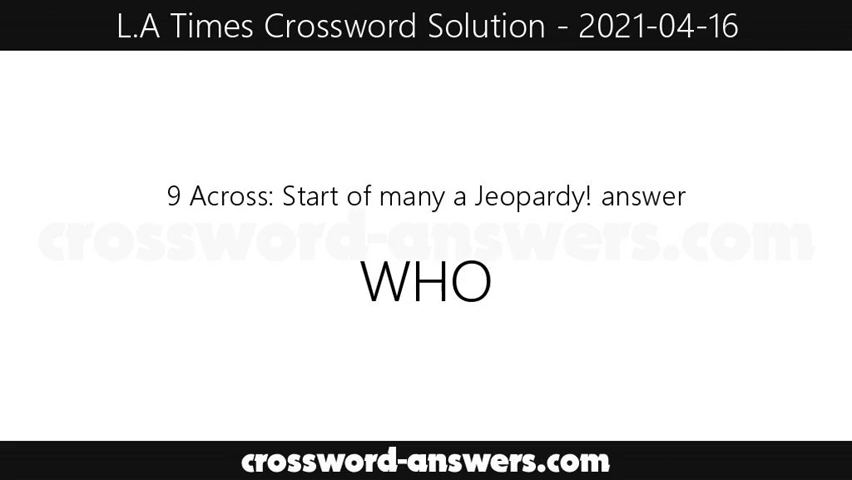 L.A Times Crossword Solution - 2021-04-16
9 Across: Start of many a Jeopardy! answer
crossword-answers.com
WHO
crossword-answers.com